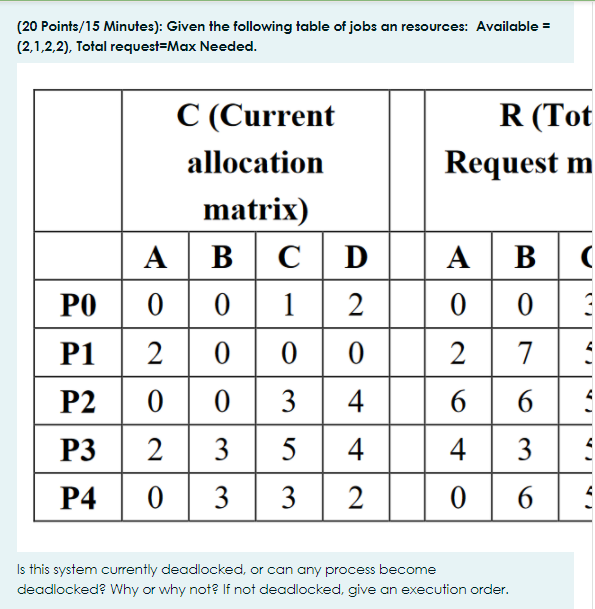 (20 Points/15 Minutes): Given the following table of jobs an resources: Available =
(2,1,2,2), Total request=Max Needed.
C (Current R (Tot
allocation Request m
matrix)
A B C D A B
P0 0 0 1 2 0 0
P1 2 0 0 0 2 7
P2 0 0 3 4 6 6
P3 2 3 5 4 4 3
P4 0 3 3 2 0 6
Is this system currently deadlocked, or can any process become
deadlocked? Why or why not? If not deadlocked, give an execution order.